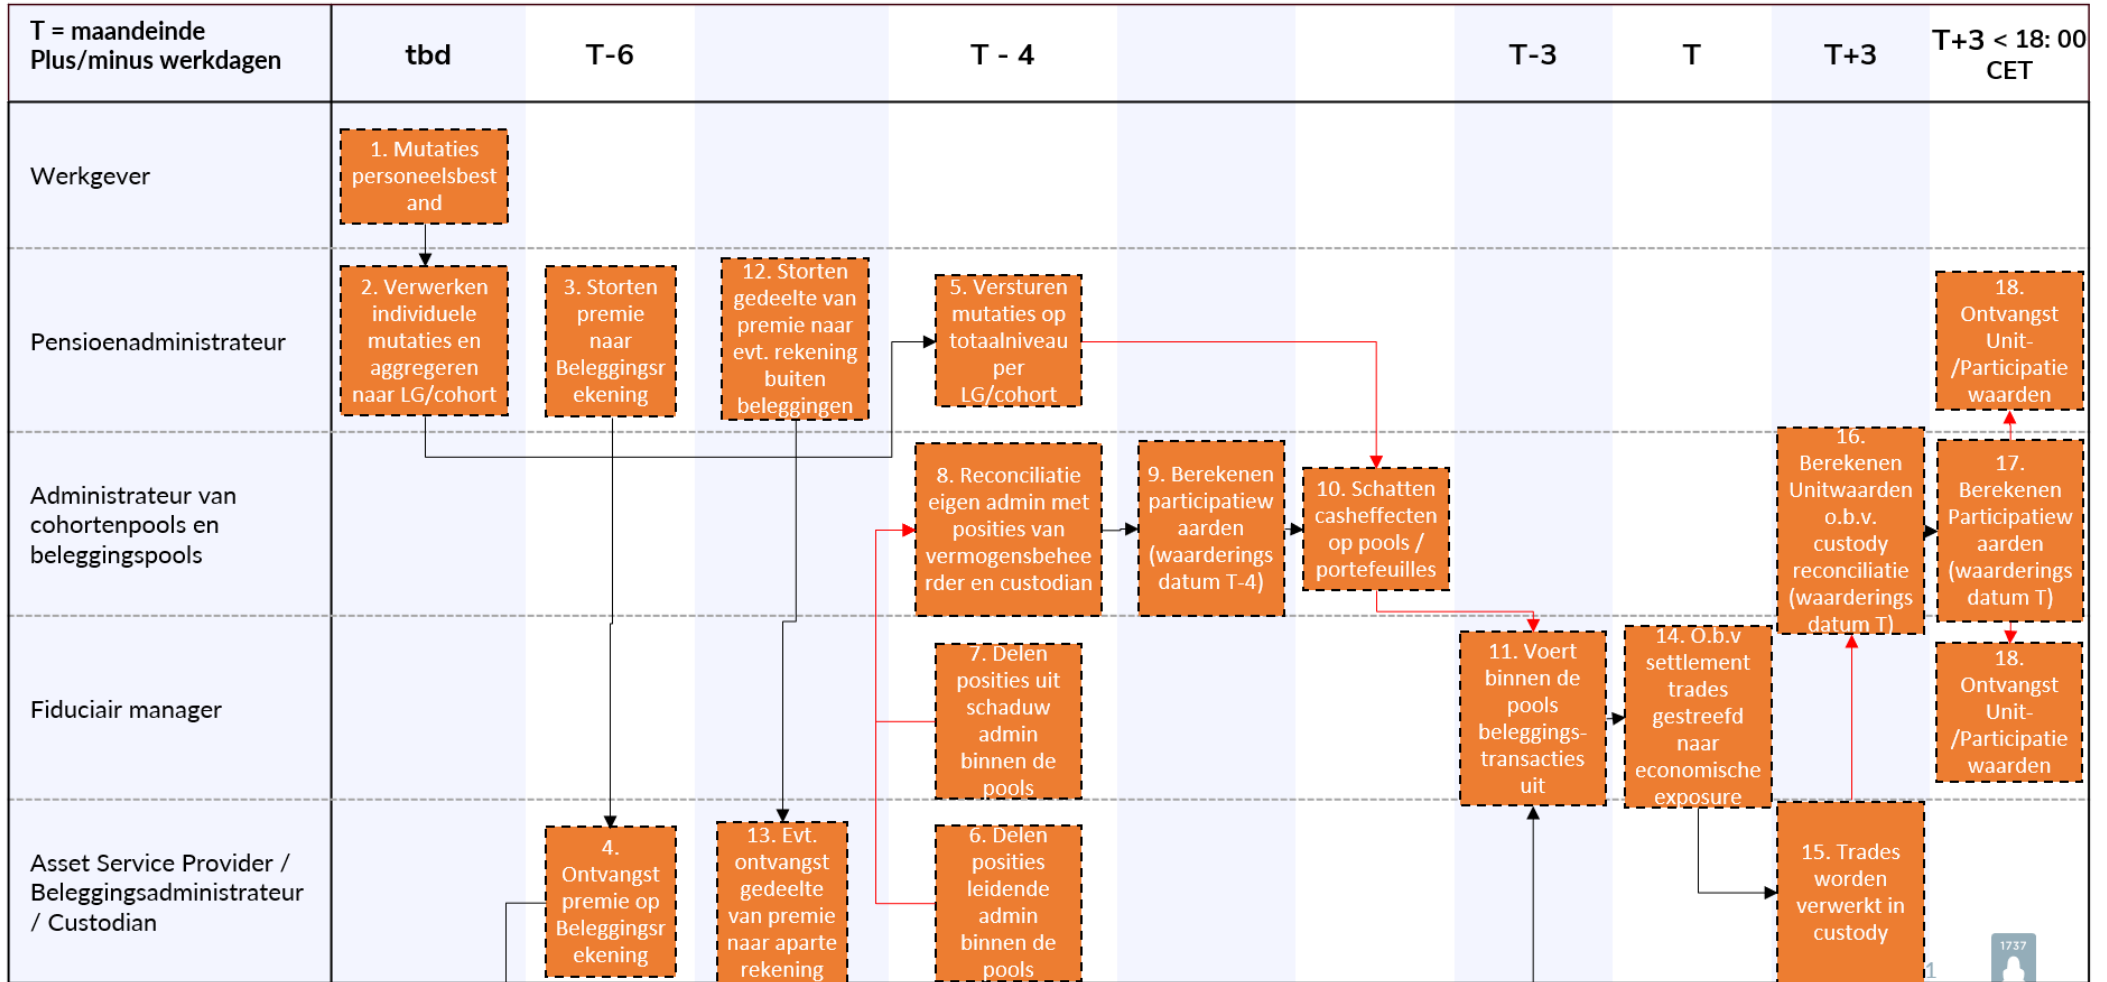 T = maandeinde
Plus/minus werkdagen
tbd
T-6
T - 4
T-3
T
T+3
T+3 < 18: 00
CET
Werkgever
1. Mutaties
personeelsbest
and
Pensioenadministrateur
2. Verwerken
individuele
mutaties en
aggregeren
naar LG/cohort
3. Storten
premie
naar
Beleggingsr
ekening
12. Storten
gedeelte van
premie naar
evt. rekening
buiten
beleggingen
5. Versturen
mutaties op
totaalniveau
per
LG/cohort
18.
Ontvangst
Unit-
/Participatie
waarden
Administrateur van
cohortenpools en
beleggingspools
8. Reconciliatie
eigen admin met
posities van
vermogensbehee
rder en custodian
9. Berekenen
participatiew
aarden
(waarderings
datum T-4)
10. Schatten
casheffecten
op pools /
portefeuilles
16.
Berekenen
Unitwaarden
o.b.v.
custody
reconciliatie
(waarderings
datum T)
17.
Berekenen
Participatiew
aarden
(waarderings
datum T)
Fiduciair manager
7. Delen
posities uit
schaduw
admin
binnen de
pools
11. Voert
binnen de
pools
beleggings-
transacties
uit
14. O.b.v
settlement
trades
gestreefd
naar
economische
exposure
18.
Ontvangst
Unit-
/Participatie
waarden
Asset Service Provider /
Beleggingsadministrateur
/ Custodian
4.
Ontvangst
premie op
Beleggingsr
ekening
13. Evt.
ontvangst
gedeelte
van premie
naar aparte
rekening
6. Delen
posities
leidende
admin
binnen de
pools
15. Trades
worden
verwerkt in
custody
1
1737